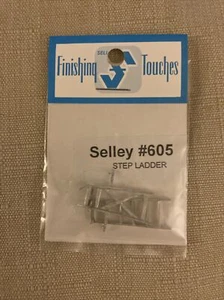 Finishing Touches
Selley #605
STEP LADDER